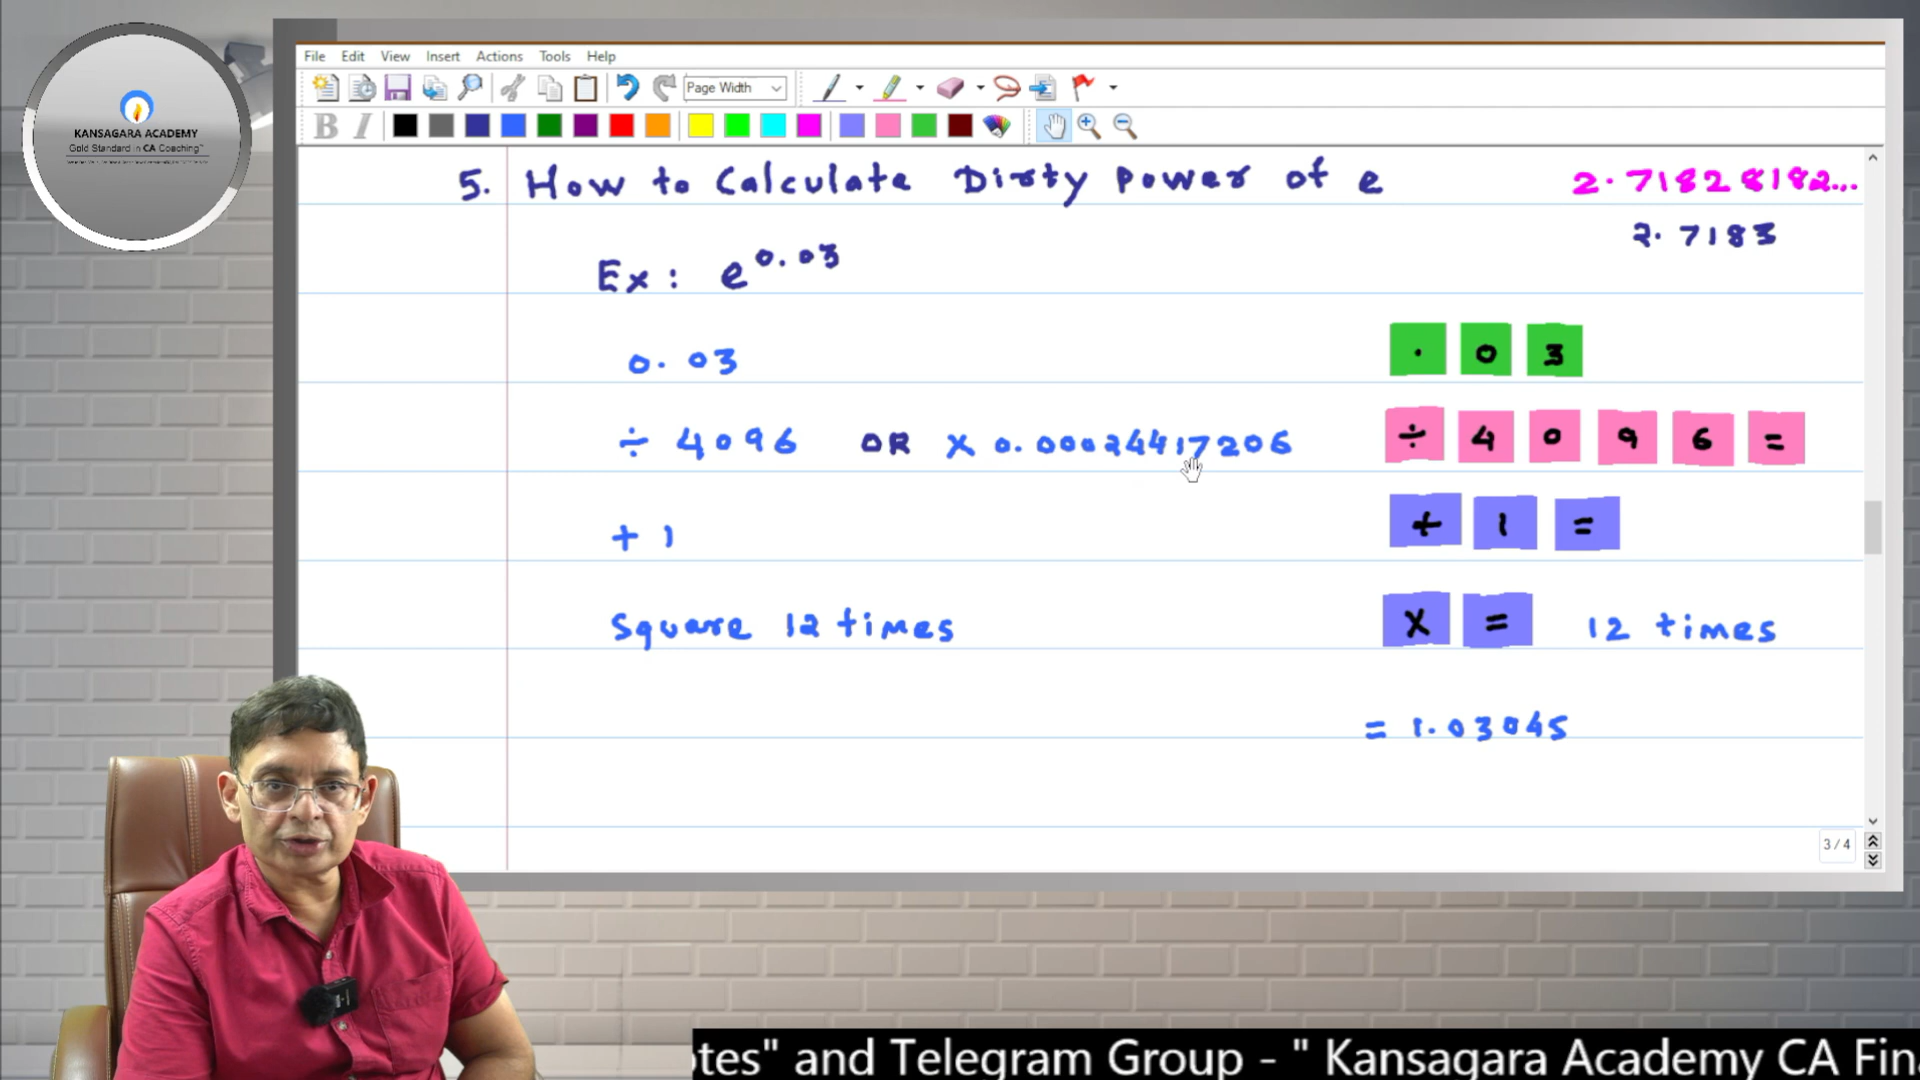 KANSAGARA ACADEMY
Gold Standard in CA Coaching™
File Edit View Insert Actions Tools Help
Page Width
B I
5. How to Calculate Dirty Power of e
2.71828182...
2.7183
Ex: e^0.03
0.03
. 0 3
÷ 4096 OR × 0.00024417206
÷ 4 0 9 6 =
+ 1
+ 1 =
Square 12 times
× = 12 times
= 1.03045
3 / 4
otes" and Telegram Group - " Kansagara Academy CA Fin